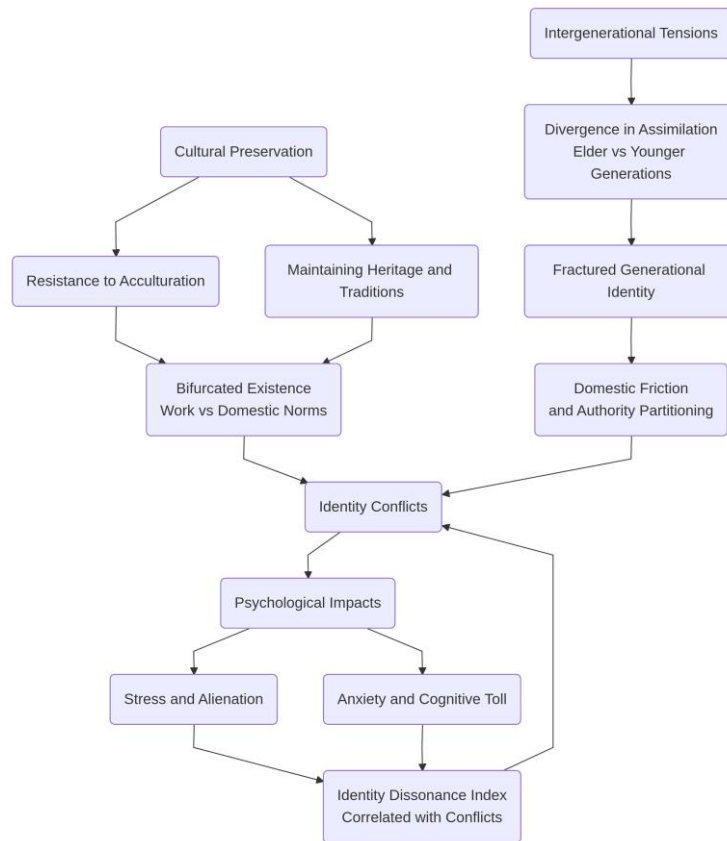 Intergenerational Tensions
Divergence in Assimilation
Elder vs Younger
Generations
Cultural Preservation
Resistance to Acculturation
Maintaining Heritage and
Traditions
Fractured Generational
Identity
Bifurcated Existence
Work vs Domestic Norms
Domestic Friction
and Authority Partitioning
Identity Conflicts
Psychological Impacts
Stress and Alienation
Anxiety and Cognitive Toll
Identity Dissonance Index
Correlated with Conflicts